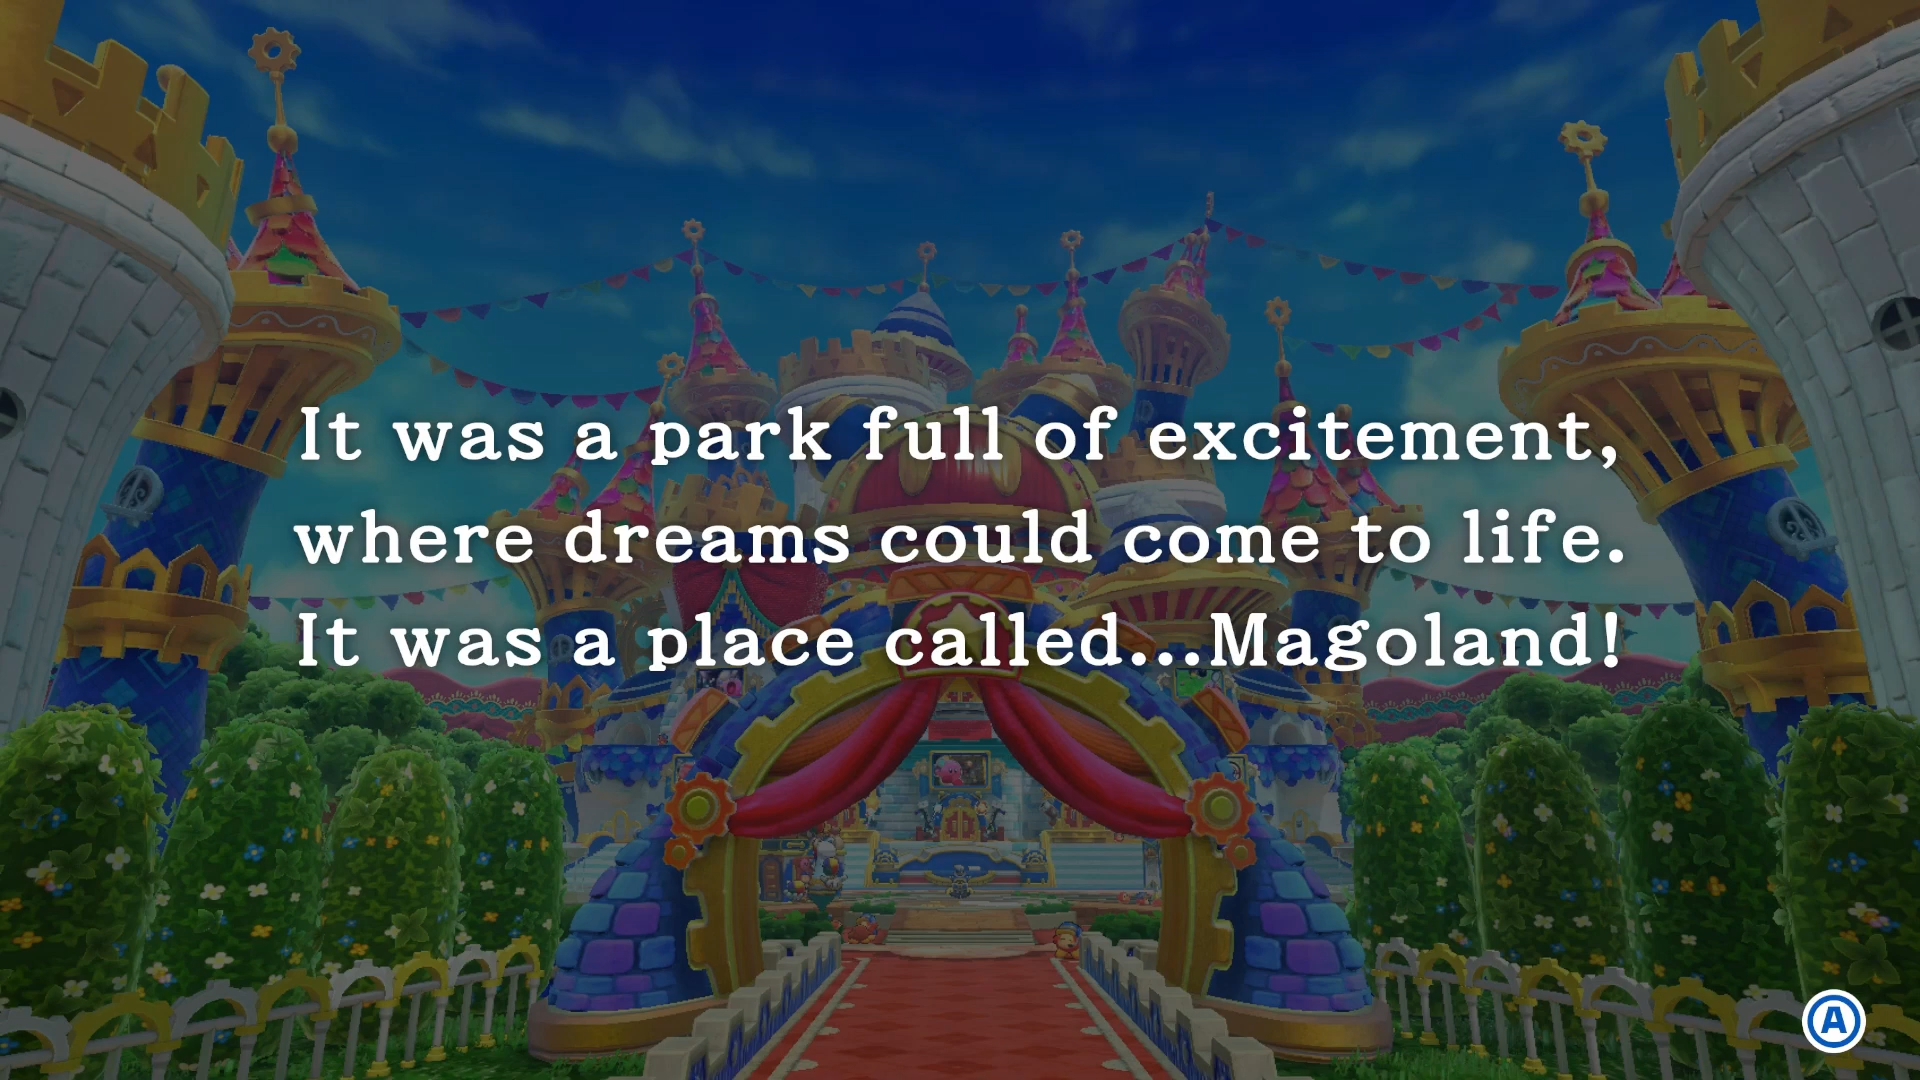 It was a park full of excitement,
where dreams could come to life.
It was a place called...Magoland!
A